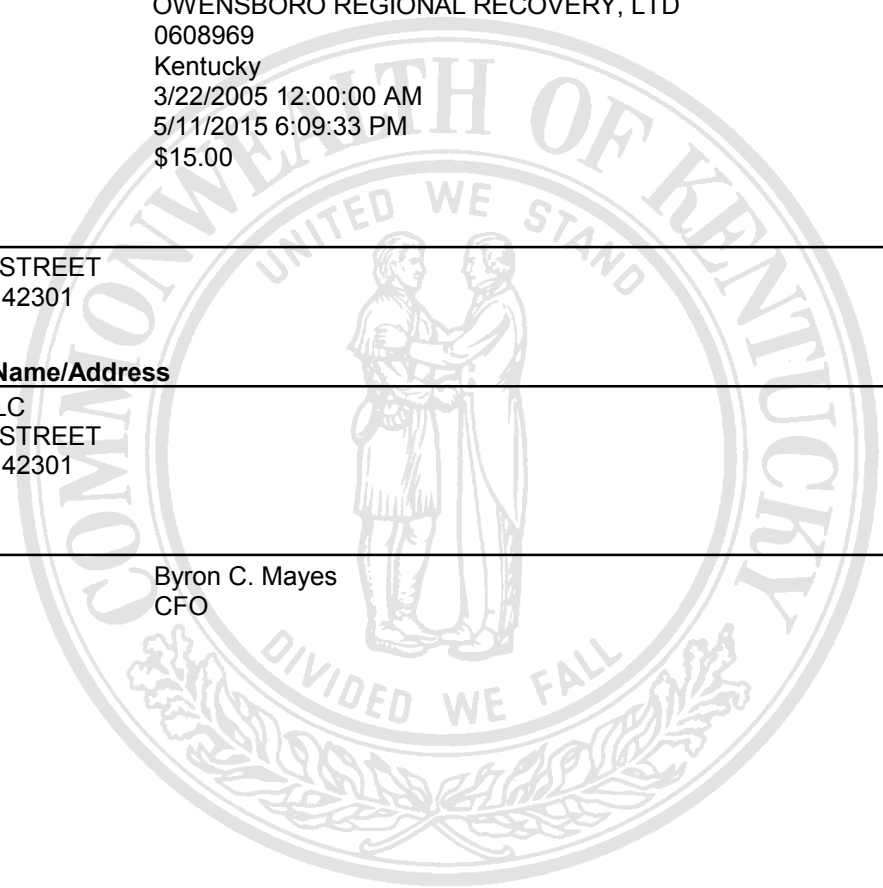 OWENSBORO REGIONAL RECOVERY, LTD
0608969
Kentucky
3/22/2005 12:00:00 AM
5/11/2015 6:09:33 PM
$15.00
STREET
42301
Name/Address
LC
STREET
42301
Byron C. Mayes
CFO
COMMONWEALTH OF KENTUCKY
UNITED WE STAND
DIVIDED WE FALL